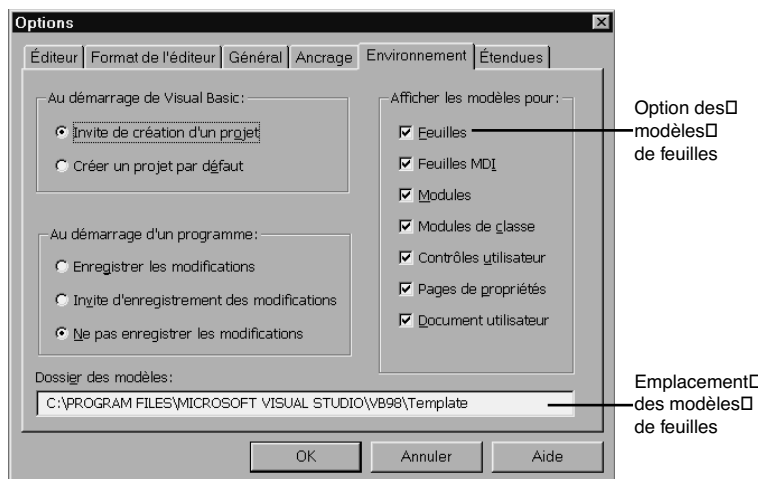 Options
Éditeur
Format de l'éditeur
Général
Ancrage
Environnement
Étendues
Au démarrage de Visual Basic:
Invite de création d'un projet
Créer un projet par défaut
Au démarrage d'un programme:
Enregistrer les modifications
Invite d'enregistrement des modifications
Ne pas enregistrer les modifications
Afficher les modèles pour:
Feuilles
Feuilles MDI
Modules
Modules de classe
Contrôles utilisateur
Pages de propriétés
Document utilisateur
Dossier des modèles:
C:\PROGRAM FILES\MICROSOFT VISUAL STUDIO\VB98\Template
OK
Annuler
Aide
Option des
modèles
de feuilles
Emplacement
des modèles
de feuilles